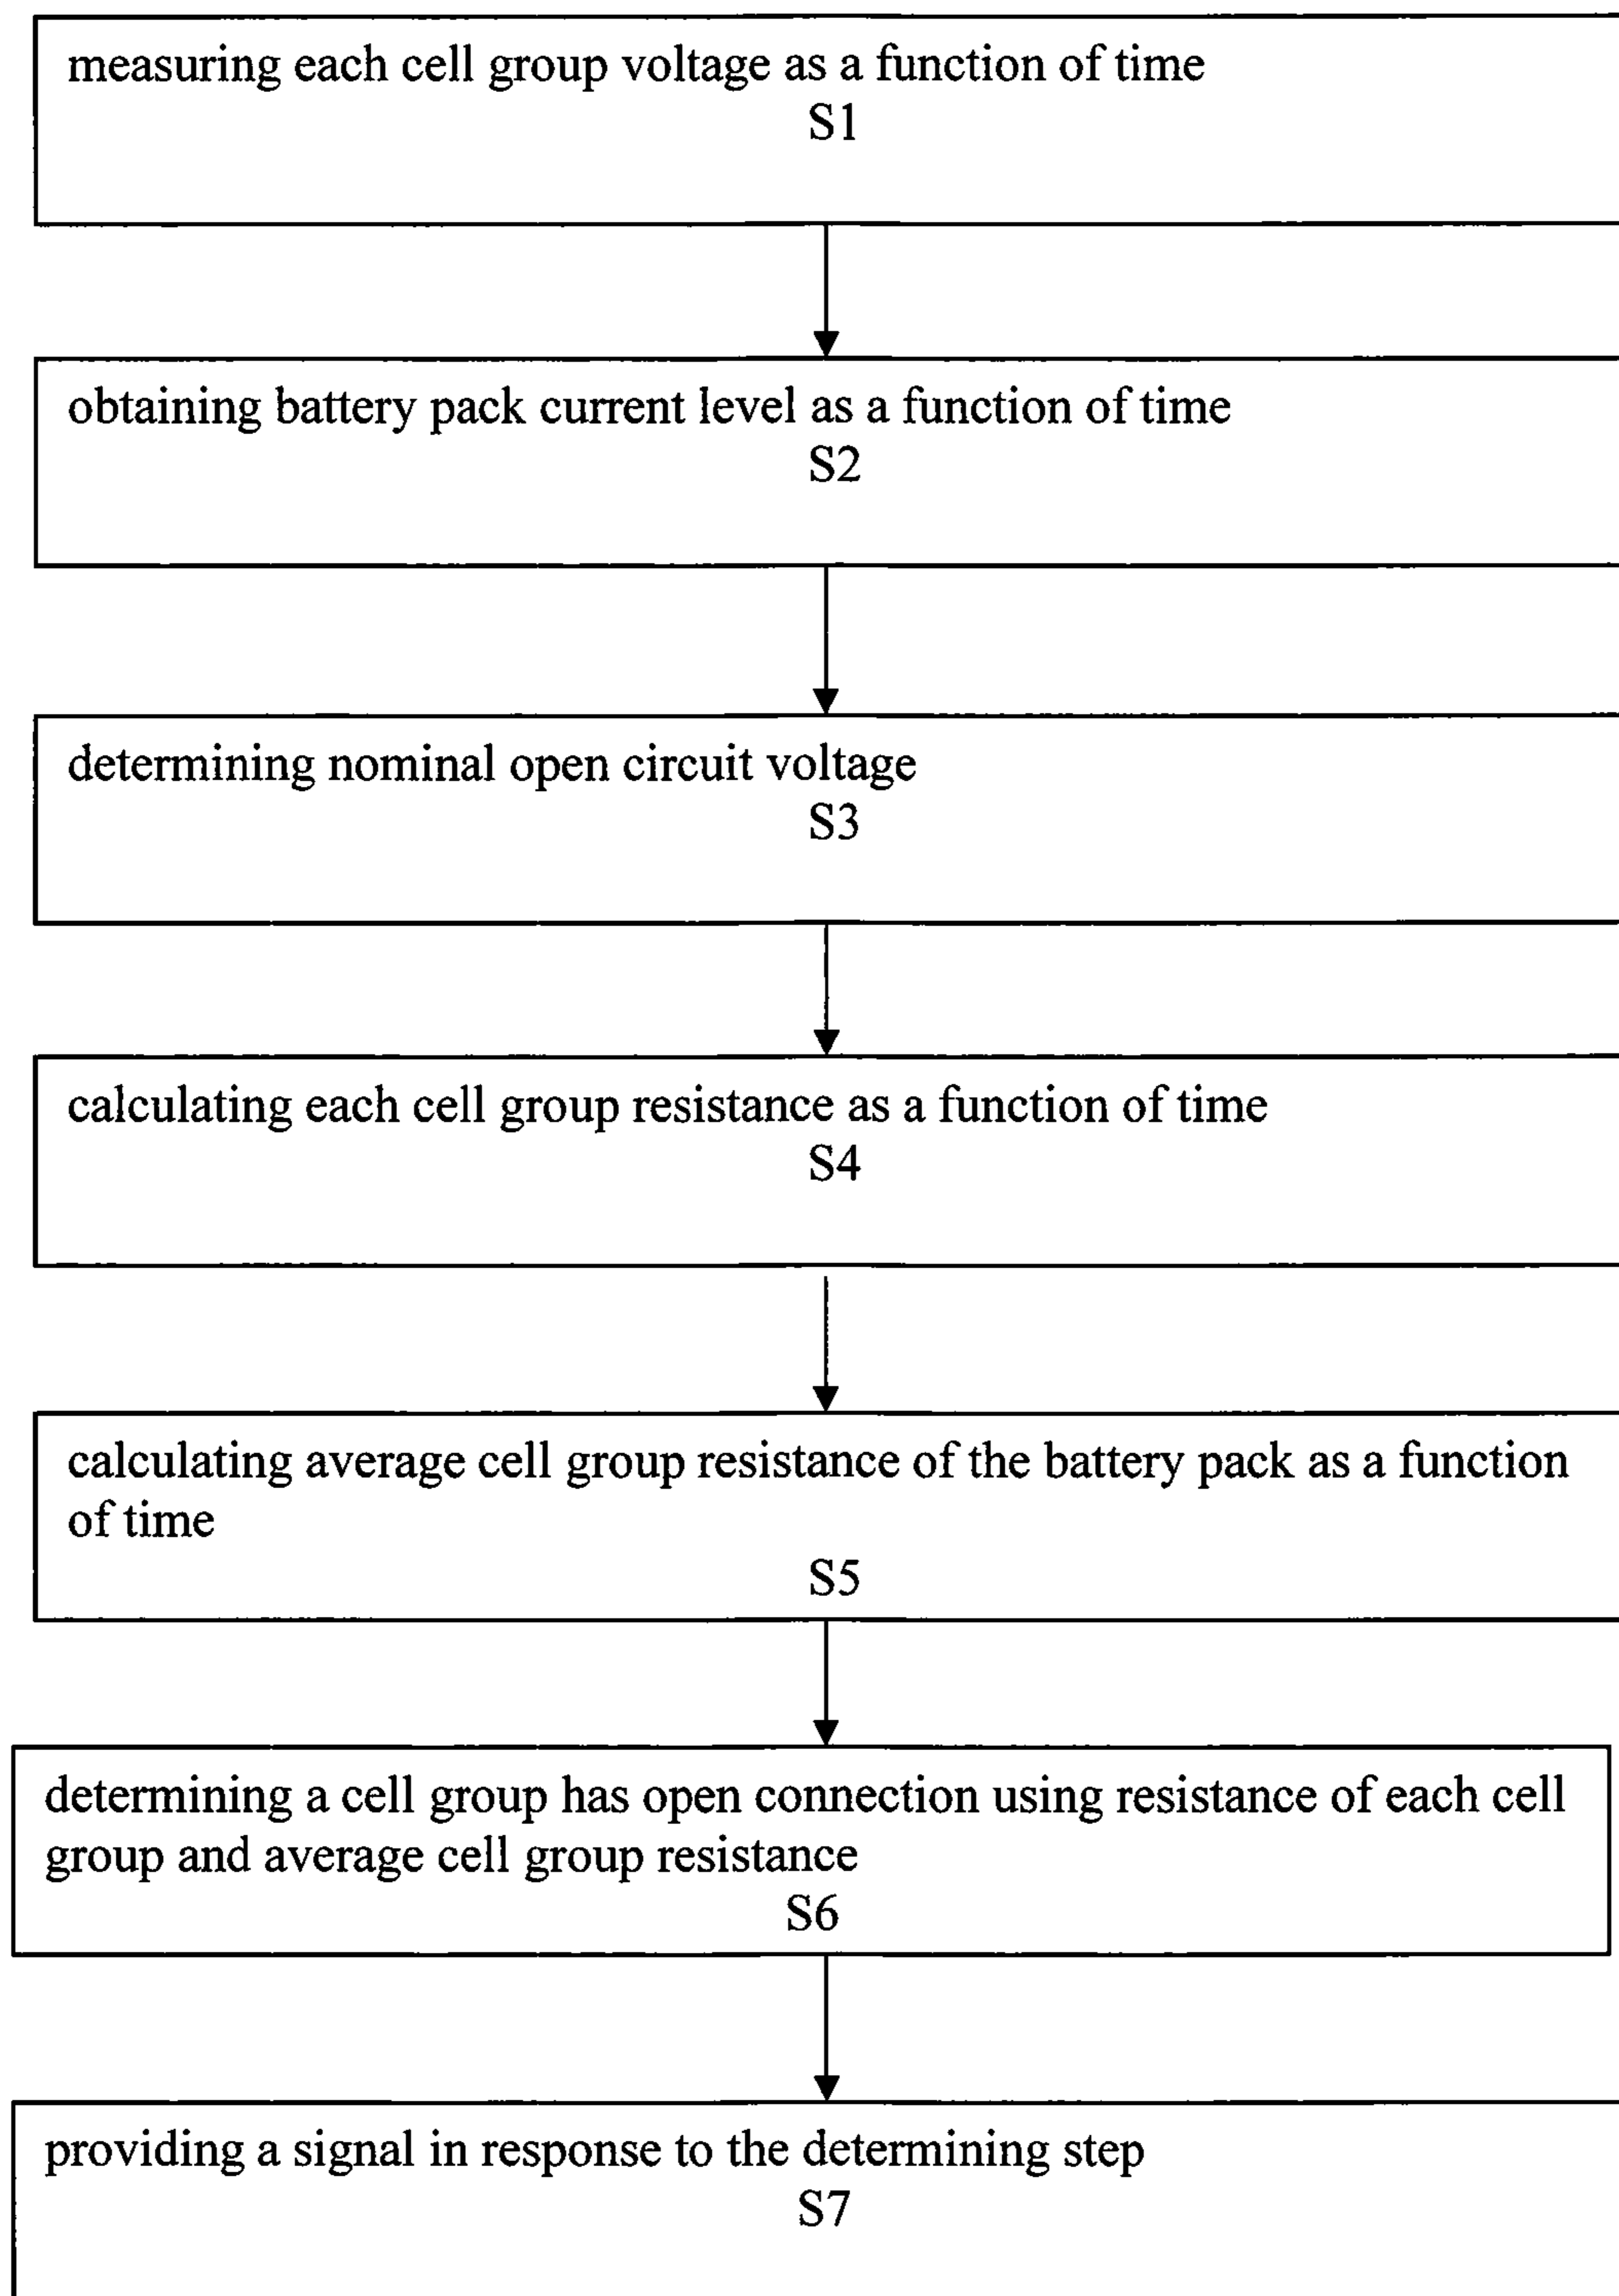 measuring each cell group voltage as a function of time
S1
obtaining battery pack current level as a function of time
S2
determining nominal open circuit voltage
S3
calculating each cell group resistance as a function of time
S4
calculating average cell group resistance of the battery pack as a function
of time
S5
determining a cell group has open connection using resistance of each cell
group and average cell group resistance
S6
providing a signal in response to the determining step
S7